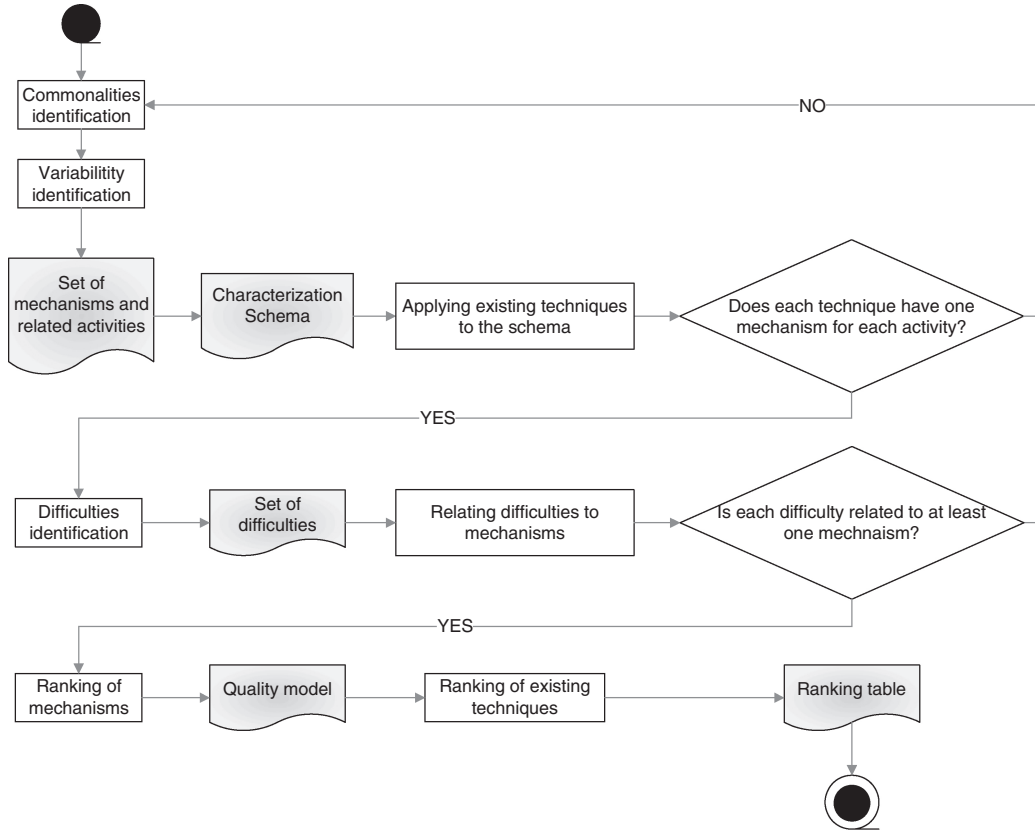 Commonalities
identification
NO
Variabilitity
identification
Set of
mechanisms and
related activities
Characterization
Schema
Applying existing techniques
to the schema
Does each technique have one
mechanism for each activity?
YES
Difficulties
identification
Set of
difficulties
Relating difficulties to
mechanisms
Is each difficulty related to at least
one mechnaism?
YES
Ranking of
mechanisms
Quality model
Ranking of existing
techniques
Ranking table